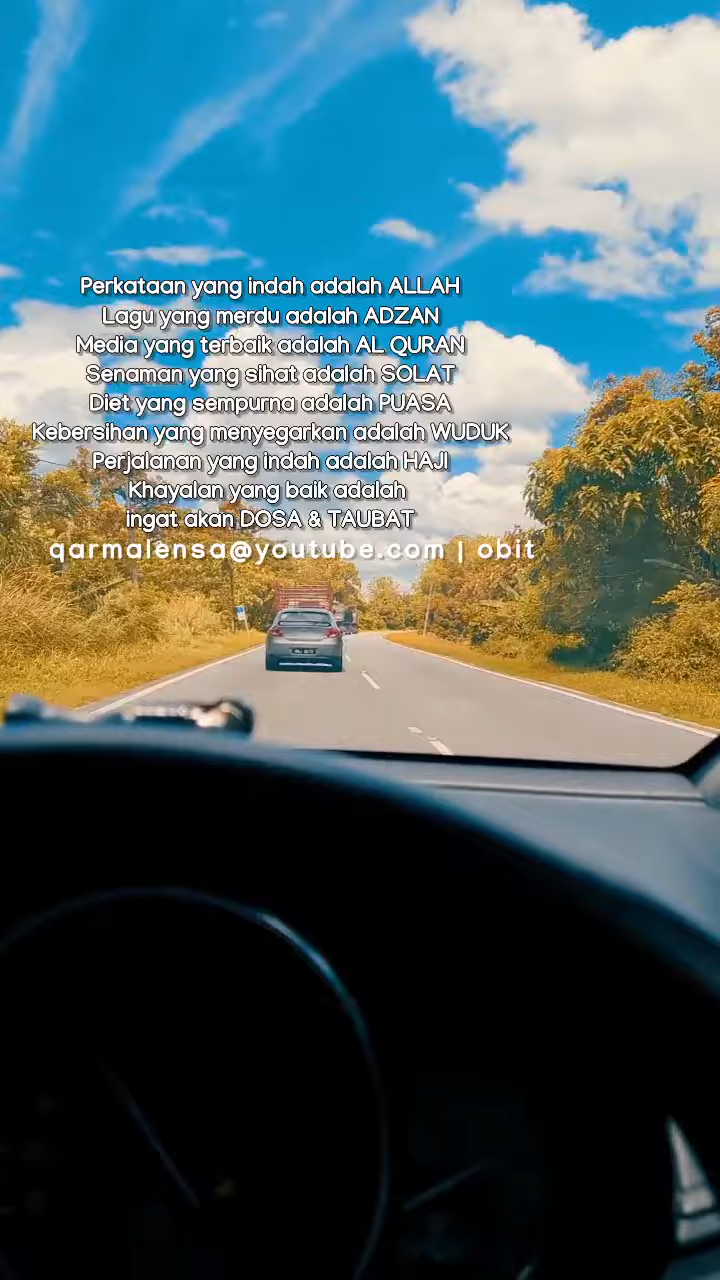 Perkataan yang indah adalah ALLAH
Lagu yang merdu adalah ADZAN
Media yang terbaik adalah AL QURAN
Senaman yang sihat adalah SOLAT
Diet yang sempurna adalah PUASA
Kebersihan yang menyegarkan adalah WUDUK
Perjalanan yang indah adalah HAJI
Khayalan yang baik adalah
ingat akan DOSA & TAUBAT
qarmalensa@youtube.com | obit